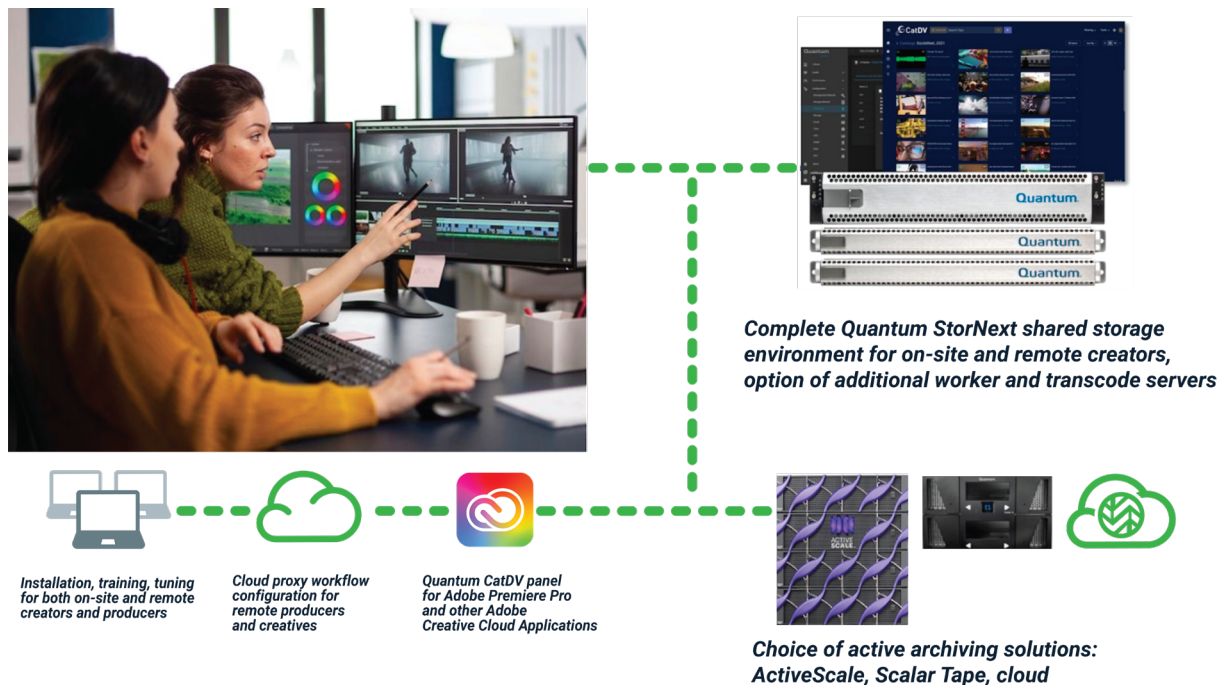 CatDV
Quantum
Quantum
Quantum
Quantum
Complete Quantum StorNext shared storage
environment for on-site and remote creators,
option of additional worker and transcode servers
ACTIVE
SCALE
Quantum
Installation, training, tuning
for both on-site and remote
creators and producers
Cloud proxy workflow
configuration for
remote producers
and creatives
Quantum CatDV panel
for Adobe Premiere Pro
and other Adobe
Creative Cloud Applications
Choice of active archiving solutions:
ActiveScale, Scalar Tape, cloud